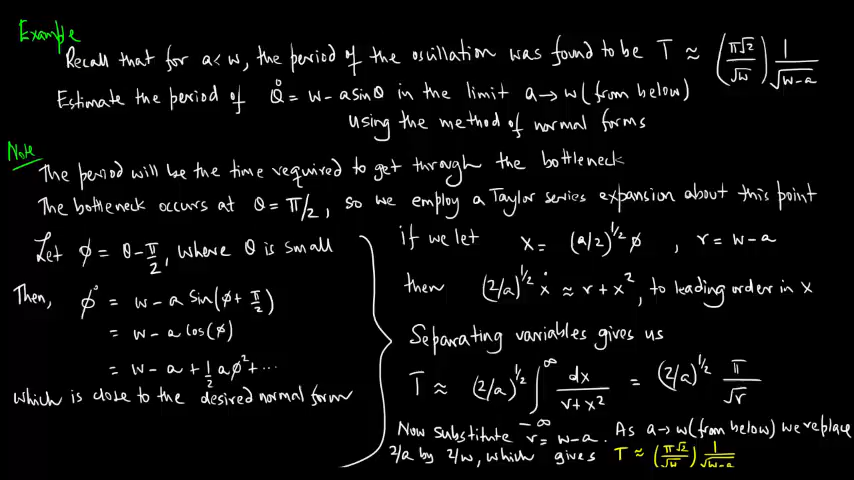 Example
Recall that for a<w, the period of the oscillation was found to be T ≈ (π√2/√w) 1/√(w-a)
Estimate the period of θ̇ = w - a sinθ in the limit a→w (from below)
using the method of normal forms
Note
The period will be the time required to get through the bottleneck
The bottleneck occurs at θ = π/2, so we employ a Taylor series expansion about this point
Let φ = θ - π/2, where θ is small
Then, φ̇ = w - a sin(φ + π/2)
= w - a cos(φ)
= w - a + 1/2 aφ² + ...
which is close to the desired normal form
if we let x = (a/2)^1/2 φ, r = w - a
then (2/a)^1/2 ẋ ≈ r + x², to leading order in x
Separating variables gives us
T ≈ (2/a)^1/2 ∫_-∞^∞ dx/(r+x²) = (2/a)^1/2 π/√r
Now substitute r = w-a. As a→w (from below) we replace
2/a by 2/w, which gives T ≈ (π√2/√w) 1/√(w-a)